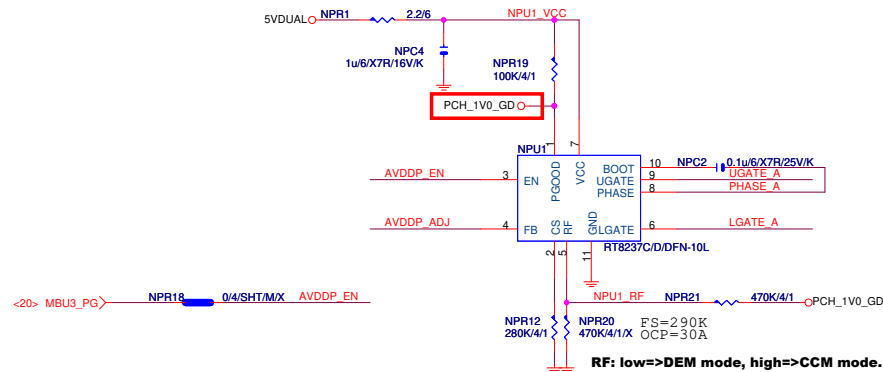 5VDUAL NPR1 2.2/6 NPU1_VCC
NPC4
1u/6/X7R/16V/K
NPR19
100K/4/1
PCH_1V0_GD
NPU1
1
7
PGOOD
VCC
AVDDP_EN 3 EN
BOOT 10 NPC2 0.1u/6/X7R/25V/K
UGATE 9 UGATE_A
PHASE 8 PHASE_A
AVDDP_ADJ 4 FB
CS
RF
GND
LGATE 6 LGATE_A
RT8237C/D/DFN-10L
2
5
11
<20> MBU3_PG NPR18 0/4/SHT/M/X AVDDP_EN
NPU1_RF NPR21 470K/4/1 PCH_1V0_GD
NPR12
280K/4/1
NPR20
470K/4/1/X
FS=290K
OCP=30A
RF: low=>DEM mode, high=>CCM mode.